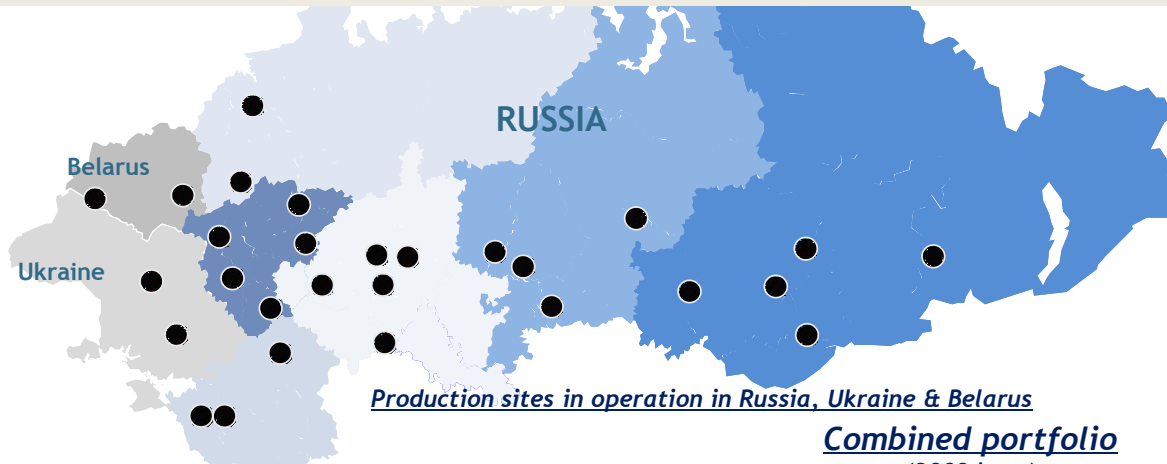 RUSSIA
Belarus
Ukraine
Production sites in operation in Russia, Ukraine & Belarus
Combined portfolio